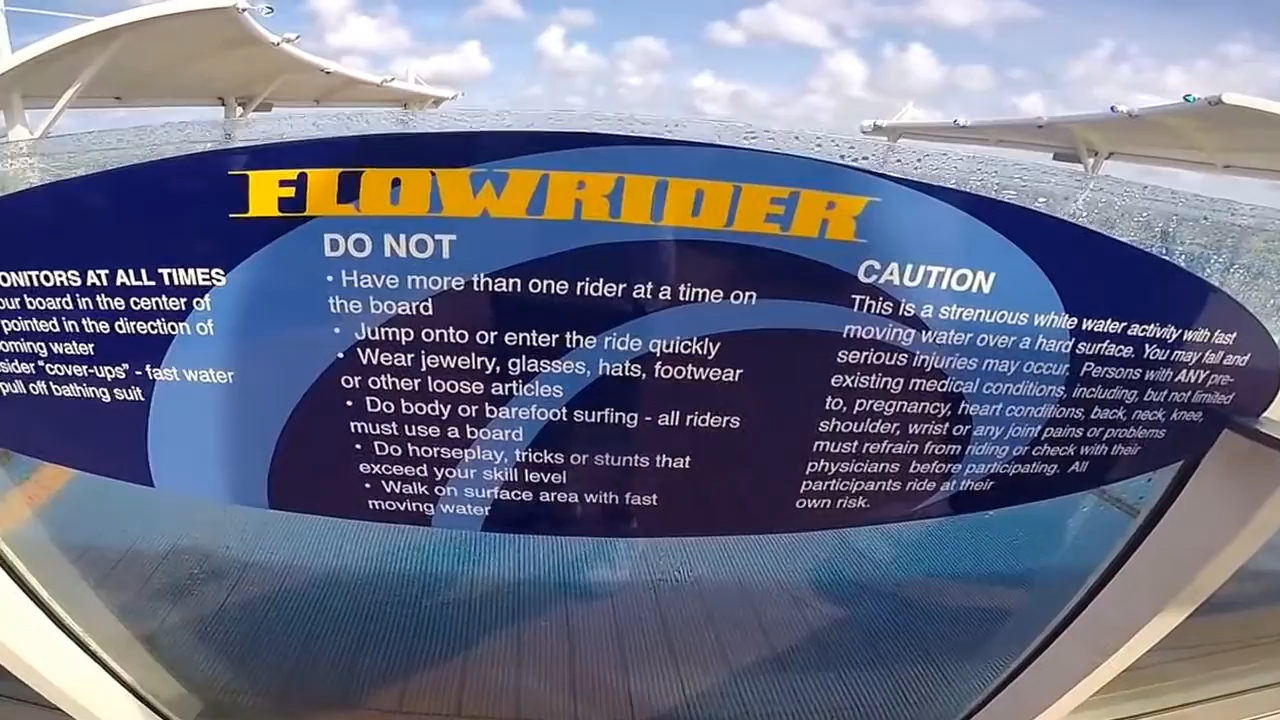 FLOWRIDER
ONITORS AT ALL TIMES
our board in the center of
pointed in the direction of
oming water
sider "cover-ups" - fast water
pull off bathing suit
DO NOT
• Have more than one rider at a time on
the board
• Jump onto or enter the ride quickly
• Wear jewelry, glasses, hats, footwear
or other loose articles
• Do body or barefoot surfing - all riders
must use a board
• Do horseplay, tricks or stunts that
exceed your skill level
• Walk on surface area with fast
moving water
CAUTION
This is a strenuous white water activity with fast
moving water over a hard surface. You may fall and
serious injuries may occur. Persons with ANY pre-
existing medical conditions, including, but not limited
to, pregnancy, heart conditions, back, neck, knee,
shoulder, wrist or any joint pains or problems
must refrain from riding or check with their
physicians before participating. All
participants ride at their
own risk.